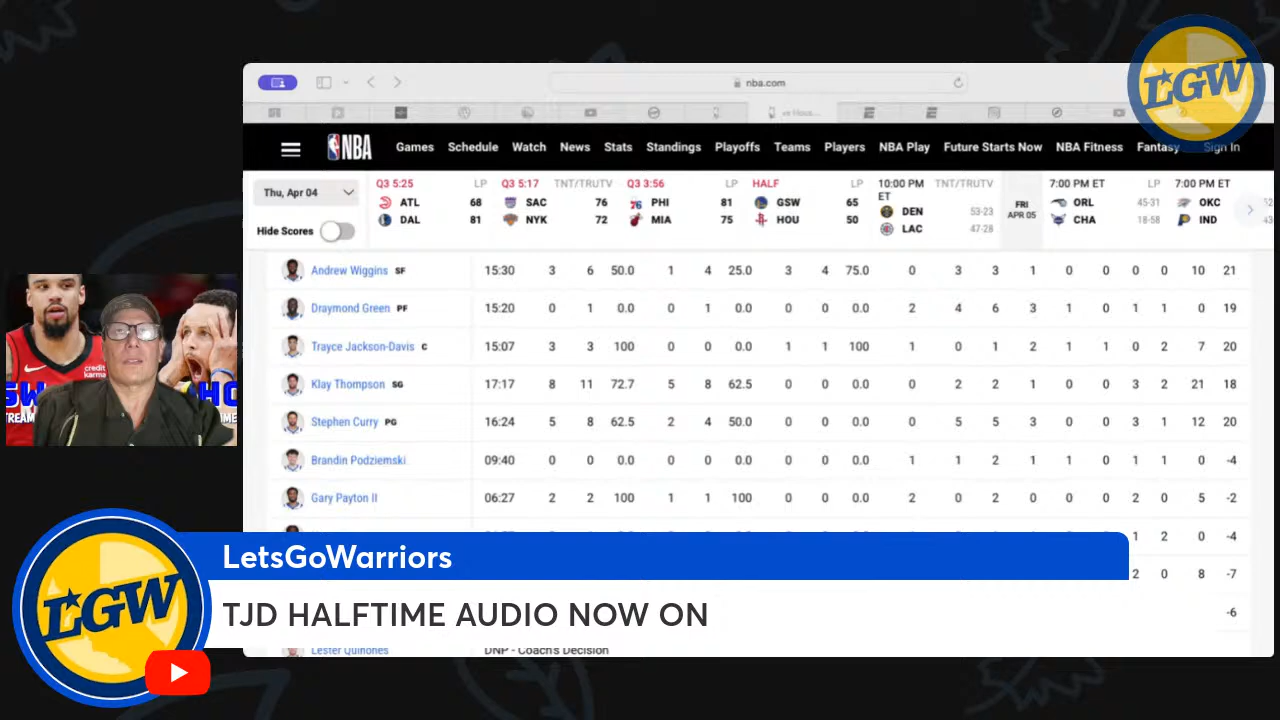 LGW
nba.com
NBA
Games Schedule Watch News Stats Standings Playoffs Teams Players NBA Play Future Starts Now NBA Fitness Fantasy Sign In
Thu, Apr 04
Hide Scores
Q3 5:25 LP
ATL 68
DAL 81
Q3 5:17 TNT/TRUTV
SAC 76
NYK 72
Q3 3:56 LP
PHI 81
MIA 75
HALF LP
GSW 65
HOU 50
10:00 PM ET TNT/TRUTV
DEN 53-23
LAC 47-28
FRI
APR 05
7:00 PM ET LP
ORL 45-31
CHA 18-58
7:00 PM ET
OKC
IND
Andrew Wiggins SF 15:30 3 6 50.0 1 4 25.0 3 4 75.0 0 3 3 1 0 0 0 0 10 21
Draymond Green PF 15:20 0 1 0.0 0 1 0.0 0 0 0.0 2 4 6 3 1 0 1 1 0 19
Trayce Jackson-Davis C 15:07 3 3 100 0 0 0.0 1 1 100 1 0 1 2 1 1 0 2 7 20
Klay Thompson SG 17:17 8 11 72.7 5 8 62.5 0 0 0.0 0 2 2 1 0 0 3 2 21 18
Stephen Curry PG 16:24 5 8 62.5 2 4 50.0 0 0 0.0 0 5 5 3 0 0 3 1 12 20
Brandin Podziemski 09:40 0 0 0.0 0 0 0.0 0 0 0.0 1 1 2 1 1 0 1 1 0 -4
Gary Payton II 06:27 2 2 100 1 1 100 0 0 0.0 2 0 2 0 0 0 2 0 5 -2
1 2 0 -4
2 0 8 -7
-6
Lester Quinones DNP - Coach's Decision
credit
karma
LGW
LetsGoWarriors
TJD HALFTIME AUDIO NOW ON